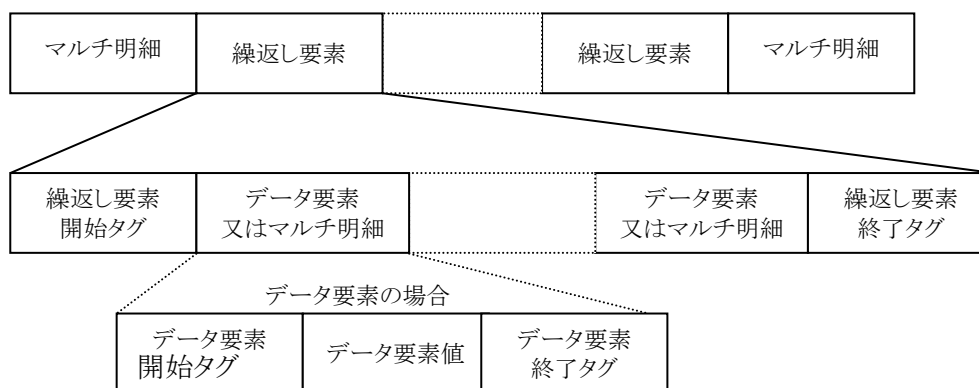 マルチ明細
繰返し要素
繰返し要素
マルチ明細
繰返し要素
開始タグ
データ要素
又はマルチ明細
データ要素
又はマルチ明細
繰返し要素
終了タグ
データ要素の場合
データ要素
開始タグ
データ要素値
データ要素
終了タグ